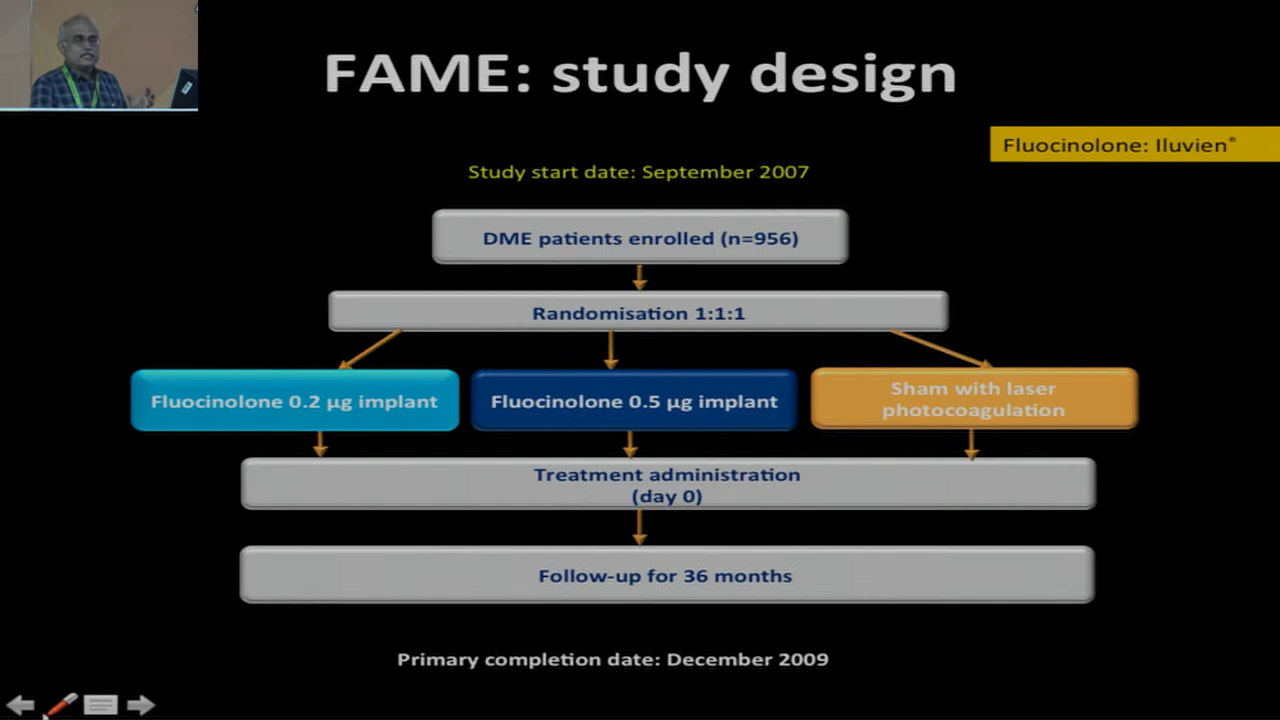 FAME: study design
Fluocinolone: Iluvien®
Study start date: September 2007
DME patients enrolled (n=956)
Randomisation 1:1:1
Fluocinolone 0.2 µg implant
Fluocinolone 0.5 µg implant
Sham with laser
photocoagulation
Treatment administration
(day 0)
Follow-up for 36 months
Primary completion date: December 2009